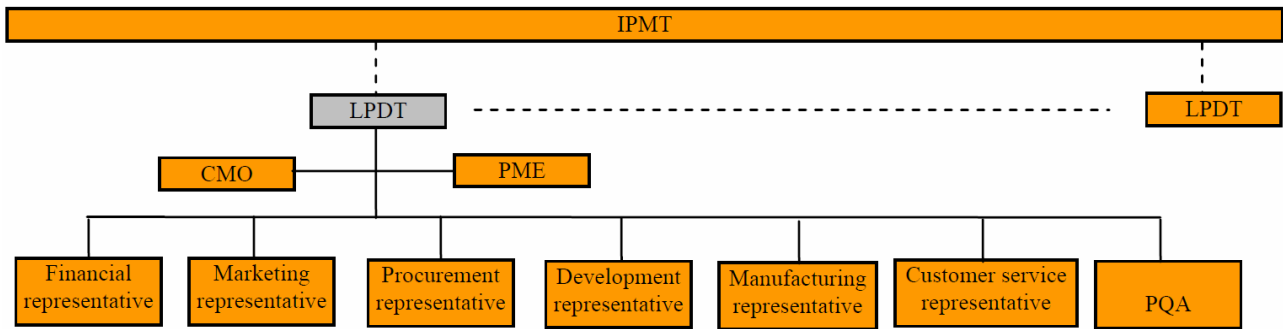 IPMT
LPDT
LPDT
CMO
PME
Financial
representative
Marketing
representative
Procurement
representative
Development
representative
Manufacturing
representative
Customer service
representative
PQA